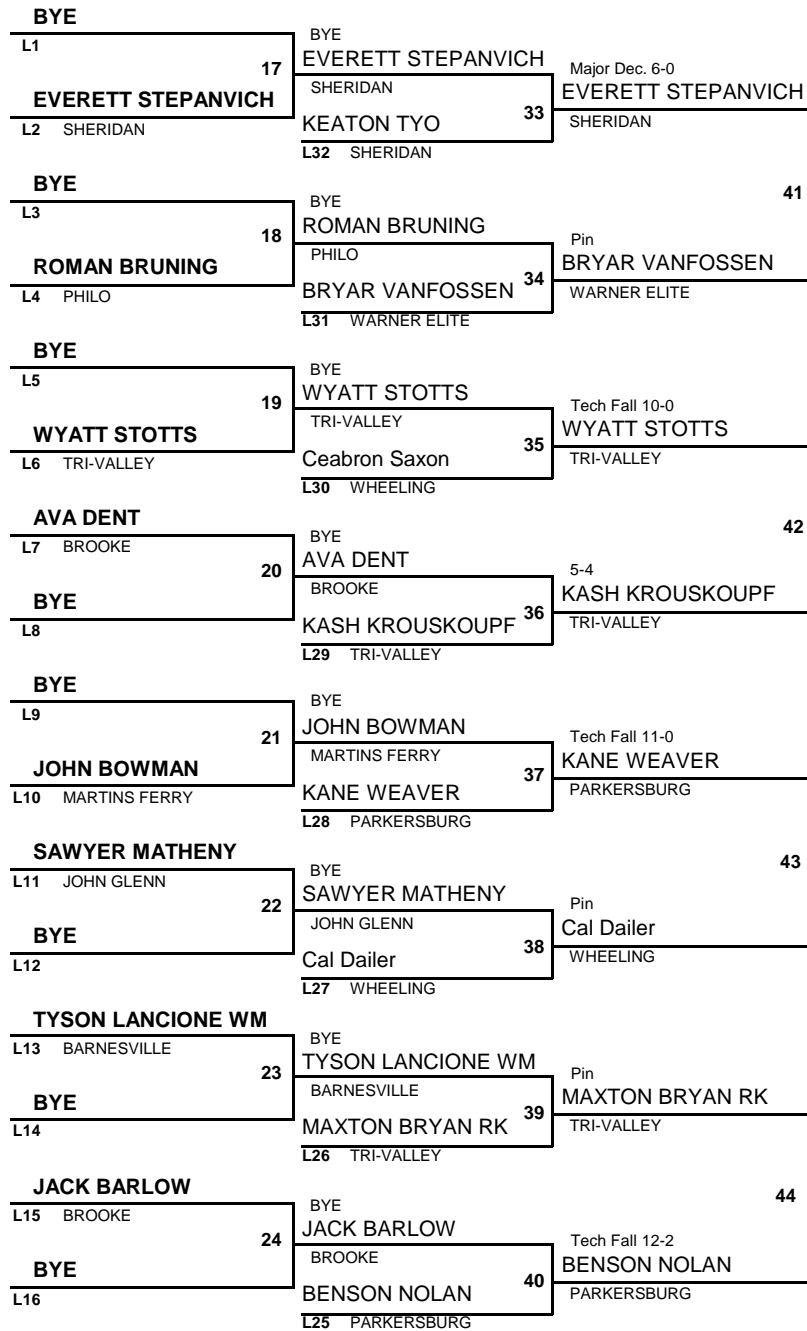 BYE
L1
17
EVERETT STEPANVICH
L2 SHERIDAN
BYE
EVERETT STEPANVICH
SHERIDAN
KEATON TYO
L32 SHERIDAN
33
Major Dec. 6-0
EVERETT STEPANVICH
SHERIDAN
BYE
L3
18
ROMAN BRUNING
L4 PHILO
BYE
ROMAN BRUNING
PHILO
BRYAR VANFOSSEN
L31 WARNER ELITE
34
Pin
BRYAR VANFOSSEN
WARNER ELITE
41
BYE
L5
19
WYATT STOTTS
L6 TRI-VALLEY
BYE
WYATT STOTTS
TRI-VALLEY
Ceabron Saxon
L30 WHEELING
35
Tech Fall 10-0
WYATT STOTTS
TRI-VALLEY
AVA DENT
L7 BROOKE
20
BYE
L8
BYE
AVA DENT
BROOKE
KASH KROUSKOUPF
L29 TRI-VALLEY
36
5-4
KASH KROUSKOUPF
TRI-VALLEY
42
BYE
L9
21
JOHN BOWMAN
L10 MARTINS FERRY
BYE
JOHN BOWMAN
MARTINS FERRY
KANE WEAVER
L28 PARKERSBURG
37
Tech Fall 11-0
KANE WEAVER
PARKERSBURG
SAWYER MATHENY
L11 JOHN GLENN
22
BYE
L12
BYE
SAWYER MATHENY
JOHN GLENN
Cal Dailer
L27 WHEELING
38
Pin
Cal Dailer
WHEELING
43
TYSON LANCIONE WM
L13 BARNESVILLE
23
BYE
L14
BYE
TYSON LANCIONE WM
BARNESVILLE
MAXTON BRYAN RK
L26 TRI-VALLEY
39
Pin
MAXTON BRYAN RK
TRI-VALLEY
JACK BARLOW
L15 BROOKE
24
BYE
L16
BYE
JACK BARLOW
BROOKE
BENSON NOLAN
L25 PARKERSBURG
40
Tech Fall 12-2
BENSON NOLAN
PARKERSBURG
44